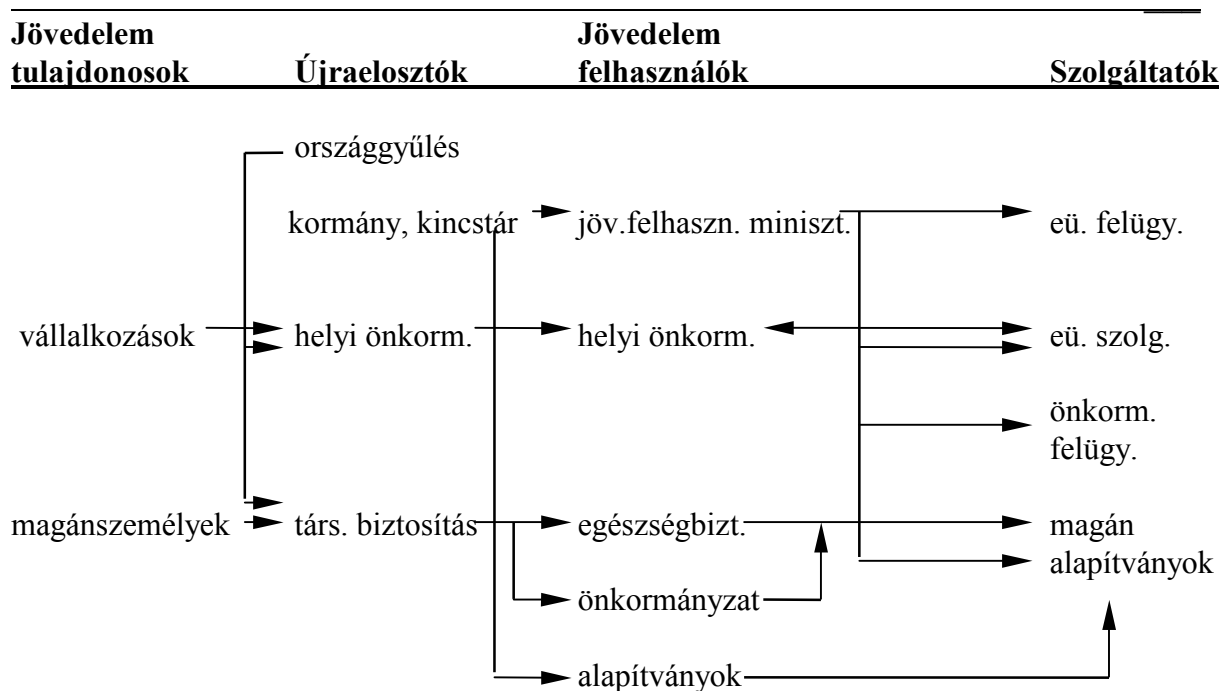 Jövedelem Jövedelem
tulajdonosok Újraelosztók felhasználók Szolgáltatók
országgyűlés
kormány, kincstár jöv.felhaszn. miniszt. eü. felügy.
vállalkozások helyi önkorm. helyi önkorm. eü. szolg.
önkorm.
felügy.
magánszemélyek társ. biztosítás egészségbizt. magán
alapítványok
önkormányzat
alapítványok